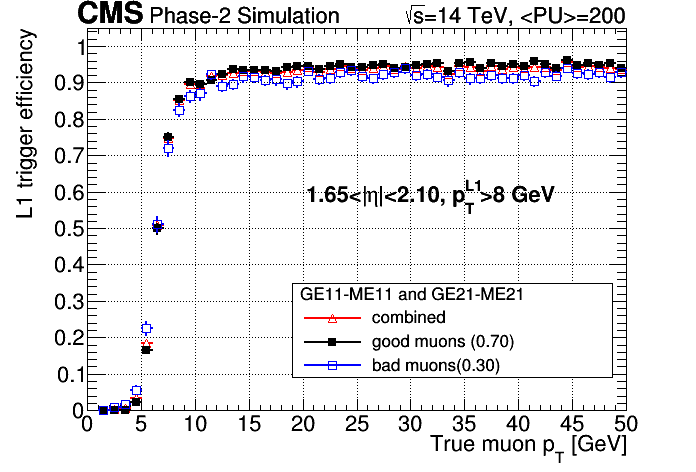 CMS Phase-2 Simulation √s=14 TeV, <PU>=200
L1 trigger efficiency
1
0.9
0.8
0.7
0.6
0.5
0.4
0.3
0.2
0.1
0
1.65<|η|<2.10, p_T^L1>8 GeV
GE11-ME11 and GE21-ME21
combined
good muons (0.70)
bad muons(0.30)
0 5 10 15 20 25 30 35 40 45 50
True muon p_T [GeV]